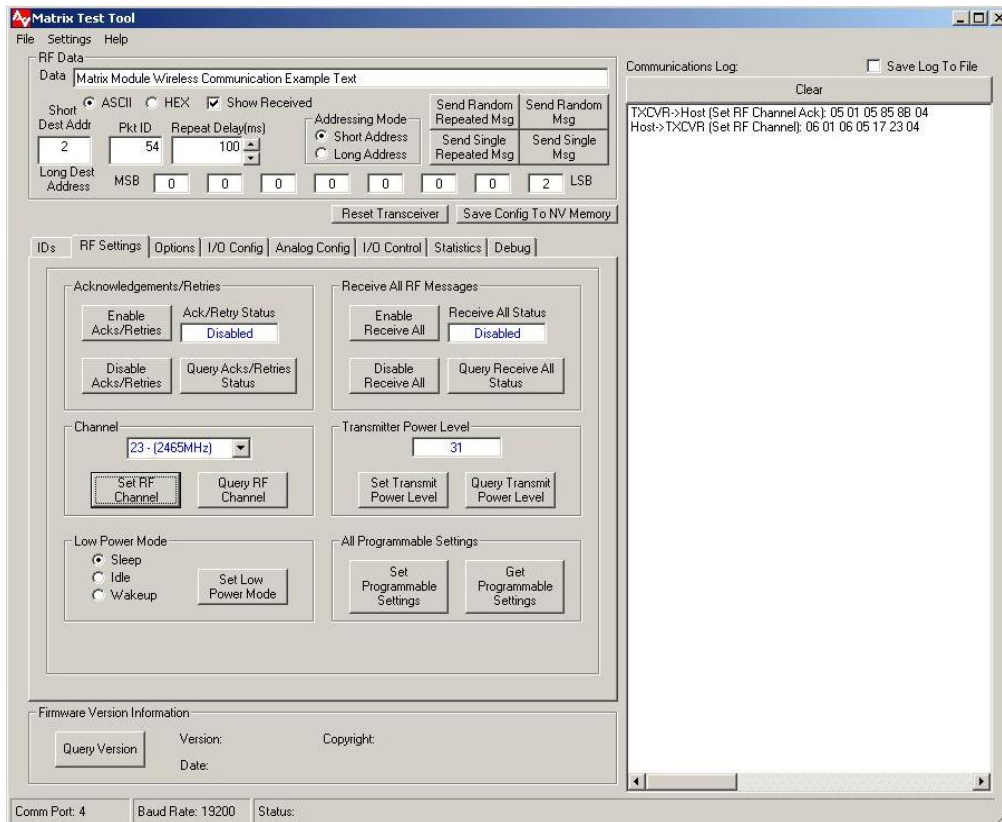 Matrix Test Tool
File Settings Help
RF Data
Data Matrix Module Wireless Communication Example Text
ASCII HEX Show Received
Short Dest Addr
2
Pkt ID
54
Repeat Delay(ms)
100
Addressing Mode
Short Address
Long Address
Send Random Repeated Msg
Send Random Msg
Send Single Repeated Msg
Send Single Msg
Long Dest Address
MSB 0 0 0 0 0 0 0 2 LSB
Reset Transceiver Save Config To NV Memory
IDs RF Settings Options I/O Config Analog Config I/O Control Statistics Debug
Acknowledgements/Retries
Enable Acks/Retries
Ack/Retry Status
Disabled
Disable Acks/Retries
Query Acks/Retries Status
Receive All RF Messages
Enable Receive All
Receive All Status
Disabled
Disable Receive All
Query Receive All Status
Channel
23 - (2465MHz)
Set RF Channel
Query RF Channel
Transmitter Power Level
31
Set Transmit Power Level
Query Transmit Power Level
Low Power Mode
Sleep
Idle
Wakeup
Set Low Power Mode
All Programmable Settings
Set Programmable Settings
Get Programmable Settings
Firmware Version Information
Query Version
Version:
Copyright:
Date:
Communications Log:
Save Log To File
Clear
TXCVR->Host (Set RF Channel Ack): 05 01 05 85 8B 04
Host->TXCVR (Set RF Channel): 06 01 06 05 17 23 04
Comm Port: 4 Baud Rate: 19200 Status: